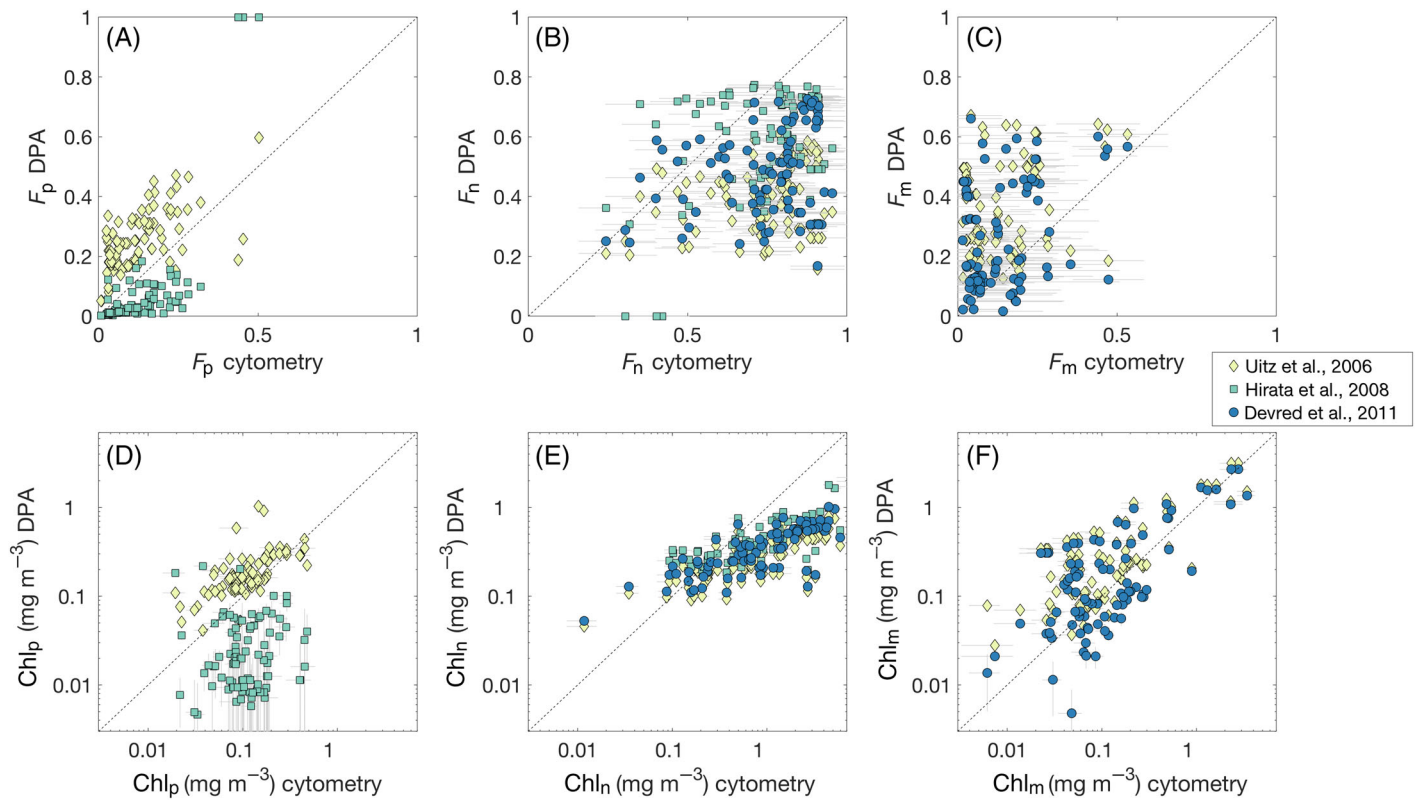 (A)
1
0.8
0.6
0.4
0.2
0
0
0.5
1
Fp DPA
Fp cytometry
(B)
1
0.8
0.6
0.4
0.2
0
0
0.5
1
Fn DPA
Fn cytometry
(C)
1
0.8
0.6
0.4
0.2
0
0
0.5
1
Fm DPA
Fm cytometry
Uitz et al., 2006
Hirata et al., 2008
Devred et al., 2011
(D)
1
0.1
0.01
0.01
0.1
1
Chlp (mg m−3) DPA
Chlp (mg m−3) cytometry
(E)
1
0.1
0.01
0.01
0.1
1
Chln (mg m−3) DPA
Chln (mg m−3) cytometry
(F)
1
0.1
0.01
0.01
0.1
1
Chlm (mg m−3) DPA
Chlm (mg m−3) cytometry